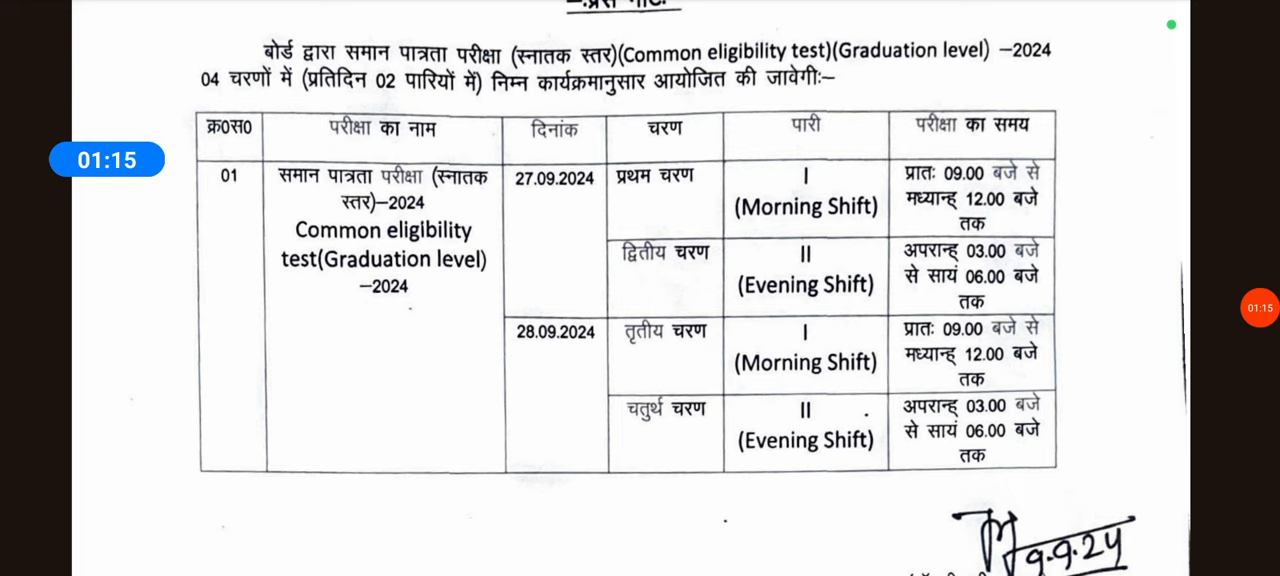 –:प्रेस नोटः–
बोर्ड द्वारा समान पात्रता परीक्षा (स्नातक स्तर)(Common eligibility test)(Graduation level) –2024
04 चरणों में (प्रतिदिन 02 पारियों में) निम्न कार्यक्रमानुसार आयोजित की जावेगीः–
क्र0स0 परीक्षा का नाम दिनांक चरण पारी परीक्षा का समय
01:15
01
समान पात्रता परीक्षा (स्नातक
स्तर)–2024
Common eligibility
test(Graduation level)
–2024
27.09.2024
प्रथम चरण
I
(Morning Shift)
प्रातः 09.00 बजे से
मध्यान्ह् 12.00 बजे
तक
द्वितीय चरण
II
(Evening Shift)
अपरान्ह् 03.00 बजे
से सायं 06.00 बजे
तक
01:15
28.09.2024
तृतीय चरण
I
(Morning Shift)
प्रातः 09.00 बजे से
मध्यान्ह् 12.00 बजे
तक
चतुर्थ चरण
II
(Evening Shift)
अपरान्ह् 03.00 बजे
से सायं 06.00 बजे
तक
9.9.24